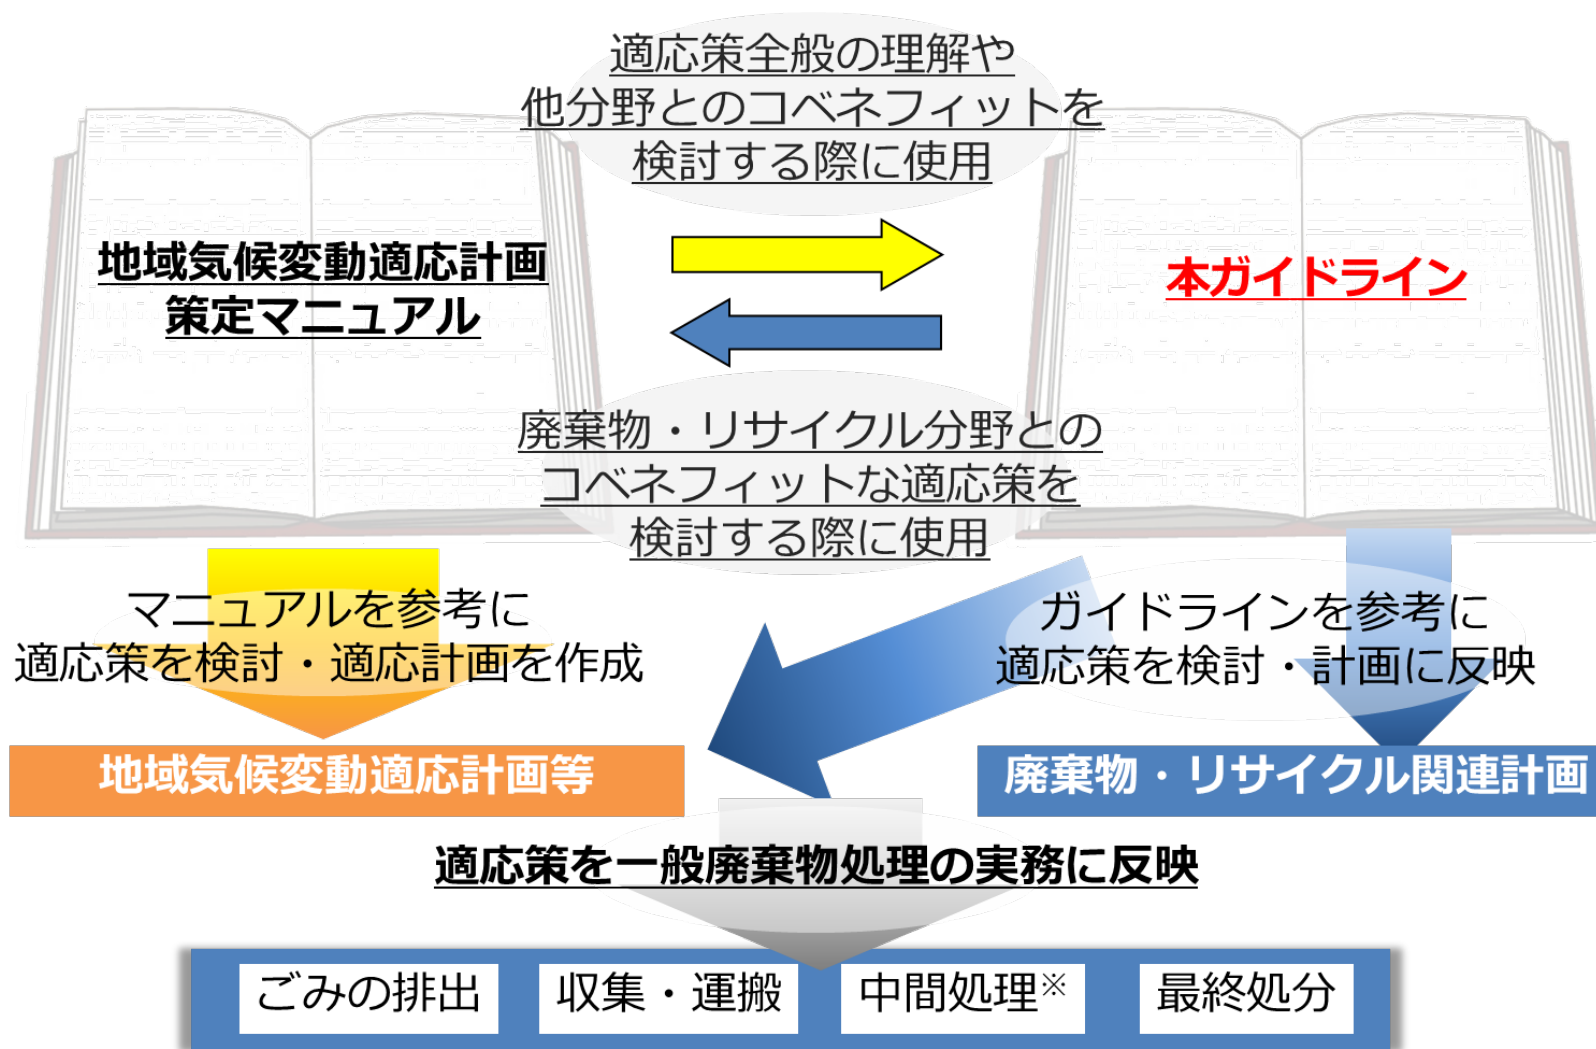 適応策全般の理解や
他分野とのコベネフィットを
検討する際に使用
地域気候変動適応計画
策定マニュアル
本ガイドライン
廃棄物・リサイクル分野との
コベネフィットな適応策を
検討する際に使用
マニュアルを参考に
適応策を検討・適応計画を作成
ガイドラインを参考に
適応策を検討・計画に反映
地域気候変動適応計画等
廃棄物・リサイクル関連計画
適応策を一般廃棄物処理の実務に反映
ごみの排出
収集・運搬
中間処理※
最終処分